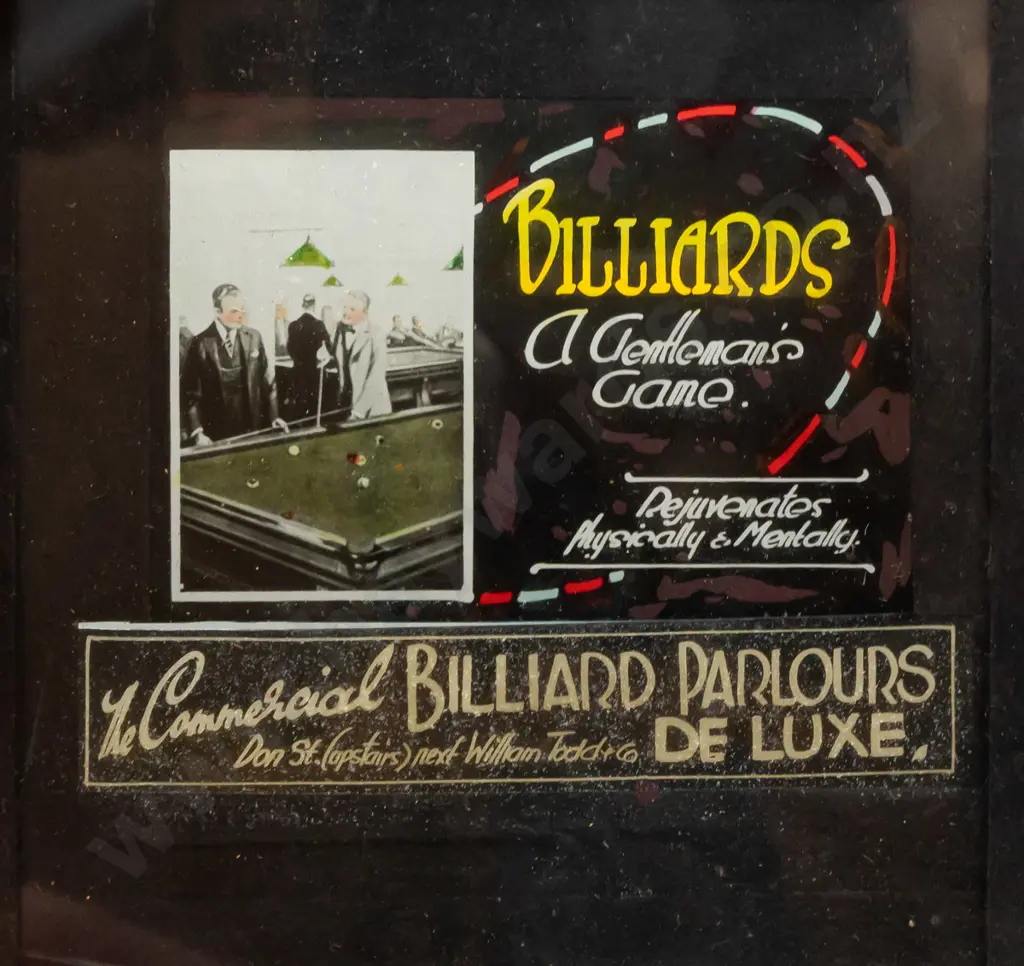 BILLIARDS
A Gentleman's
Game.
Rejuvenates
Physically & Mentally.
The Commercial BILLIARD PARLOURS
Don St. (upstairs) next William Todd & Co DE LUXE.